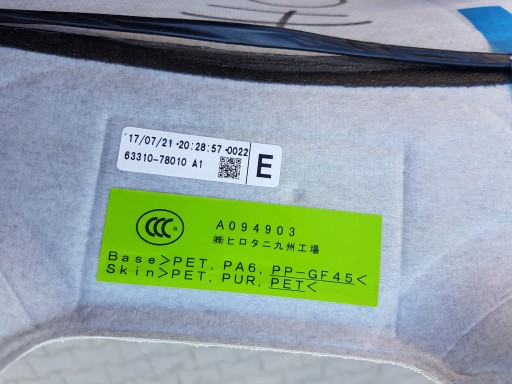 '17/07/21 ·20:28:57 ·0022
63310-78010 A1
E
CCC S
A094903
㈱ヒロタニ九州工場
Base>PET, PA6, PP-GF45<
Skin>PET, PUR, PET<